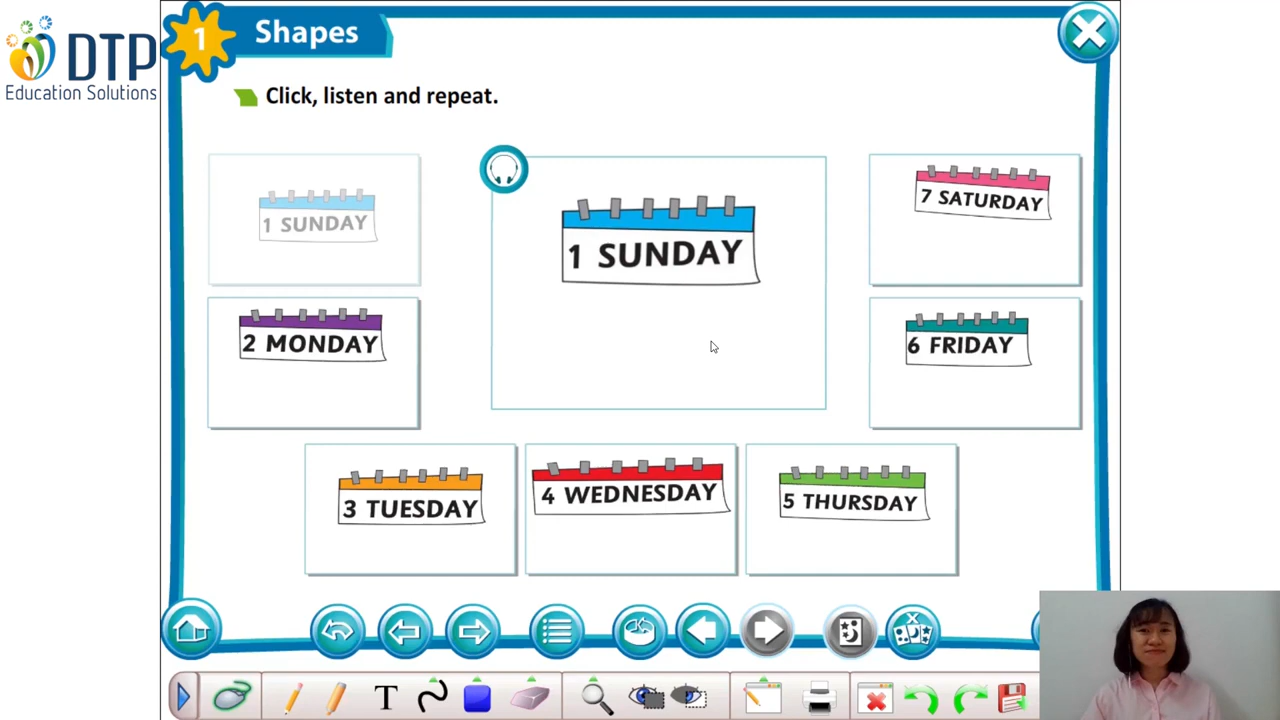 DTP
Education Solutions
1
Shapes
Click, listen and repeat.
1 SUNDAY
1 SUNDAY
7 SATURDAY
2 MONDAY
6 FRIDAY
3 TUESDAY
4 WEDNESDAY
5 THURSDAY
X
T